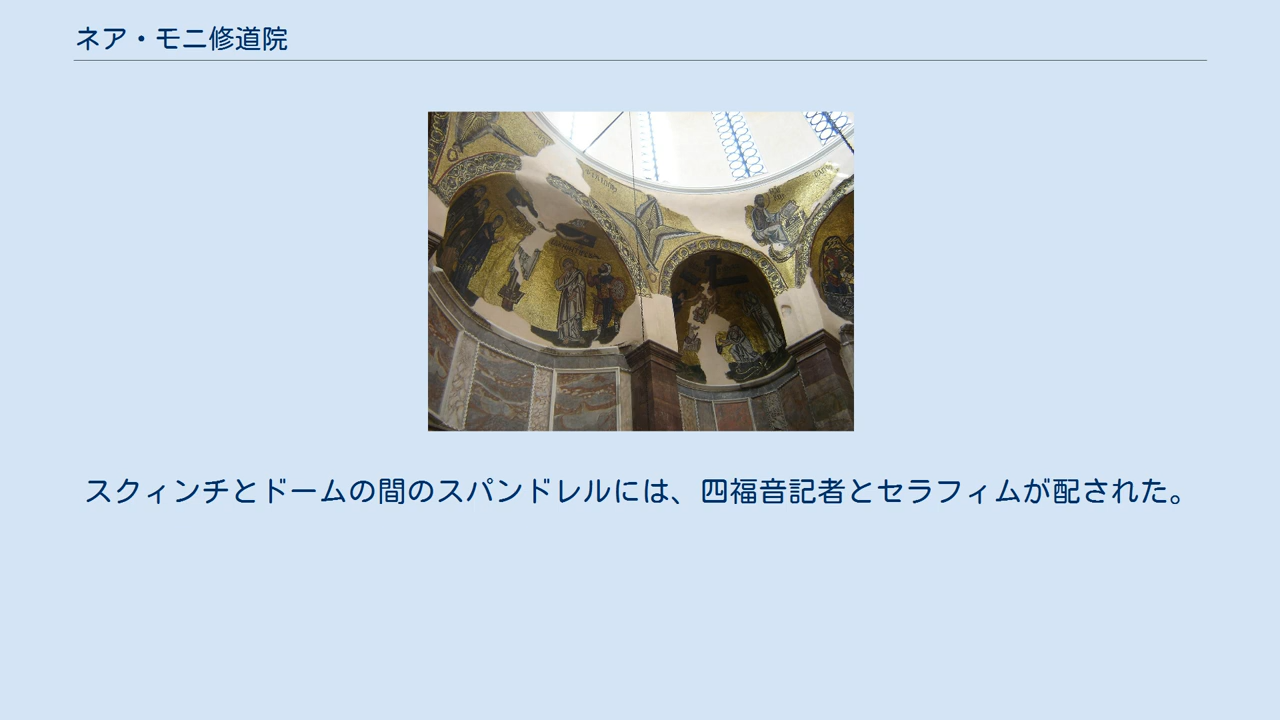 ネア・モニ修道院
スクィンチとドームの間のスパンドレルには、四福音記者とセラフィムが配された。